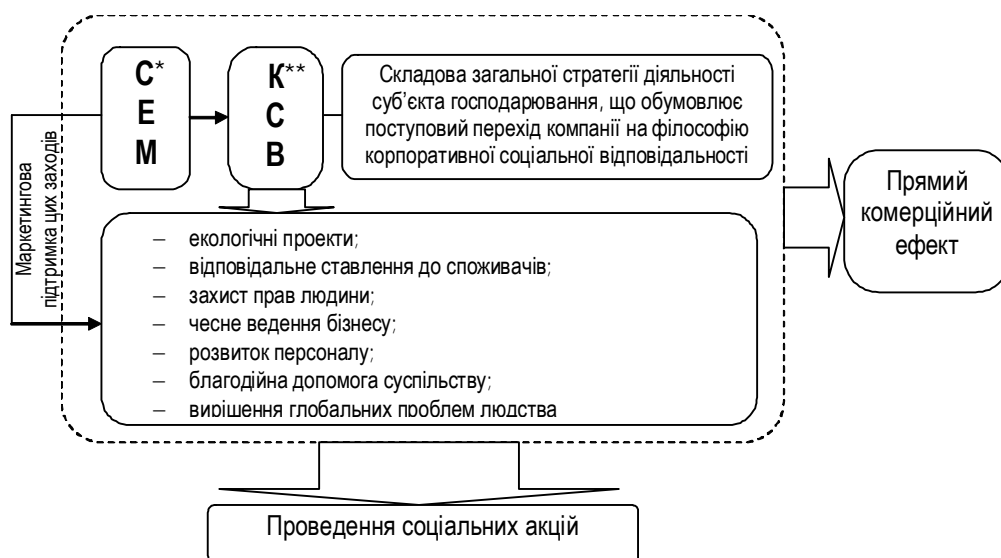 С*
Е
М
К**
С
В
Складова загальної стратегії діяльності
суб’єкта господарювання, що обумовлює
поступовий перехід компанії на філософію
корпоративної соціальної відповідальності
Маркетингова
підтримка цих заходів
– екологічні проекти;
– відповідальне ставлення до споживачів;
– захист прав людини;
– чесне ведення бізнесу;
– розвиток персоналу;
– благодійна допомога суспільству;
– вирішення глобальних проблем людства
Прямий
комерційний
ефект
Проведення соціальних акцій